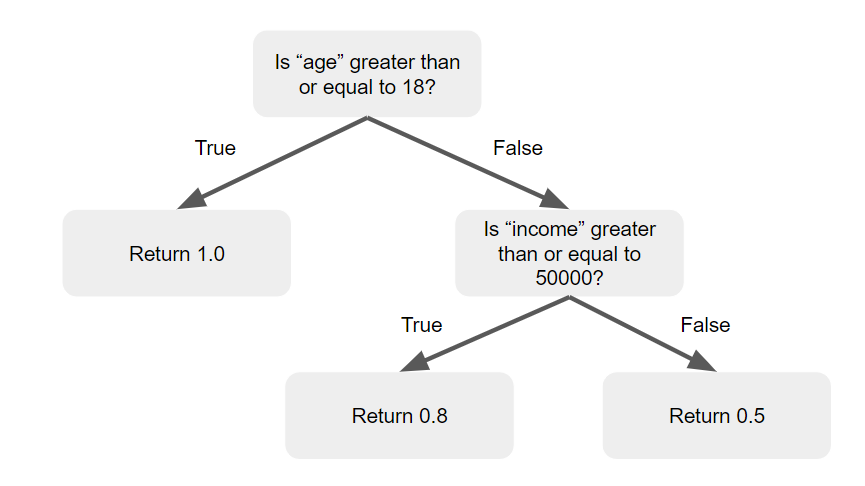 Is “age” greater than
or equal to 18?
True
False
Return 1.0
Is “income” greater
than or equal to
50000?
True
False
Return 0.8
Return 0.5